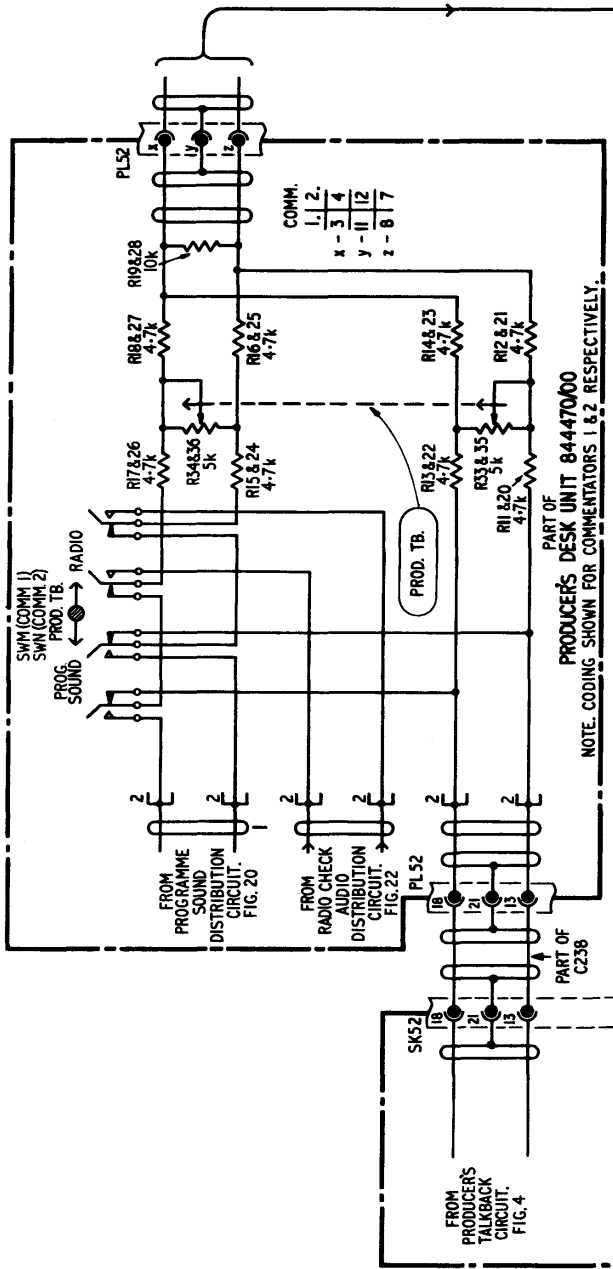 PL52
x
y
z
COMM.
1. 2.
x - 3 4
y - 11 12
z - 8 7
R19&28
10k
R18&27
4·7k
R16&25
4·7k
R14&23
4·7k
R12&21
4·7k
R17&26
4·7k
R34&36
5k
R15&24
4·7k
R13&22
4·7k
R33&35
5k
R11&20
4·7k
PROD. TB.
SWM (COMM 1)
SWN (COMM. 2)
PROD. TB.
PROG.
SOUND
RADIO
2
2
2
2
2
2
FROM
PROGRAMME
SOUND
DISTRIBUTION
CIRCUIT.
FIG. 20
FROM
RADIO CHECK
AUDIO
DISTRIBUTION
CIRCUIT.
FIG. 22
PART OF
PRODUCER'S DESK UNIT 844470/00
NOTE. CODING SHOWN FOR COMMENTATORS 1 & 2 RESPECTIVELY.
PL52
18
21
13
PART OF
C238
SK52
18
21
13
FROM
PRODUCER'S
TALKBACK
CIRCUIT.
FIG. 4